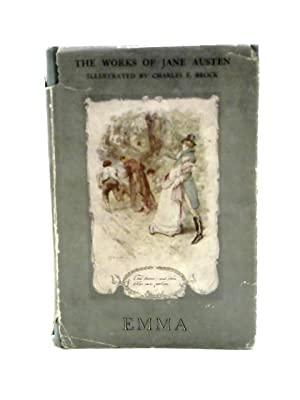 THE WORKS OF JANE AUSTEN
ILLUSTRATED BY CHARLES E. BROCK
EMMA